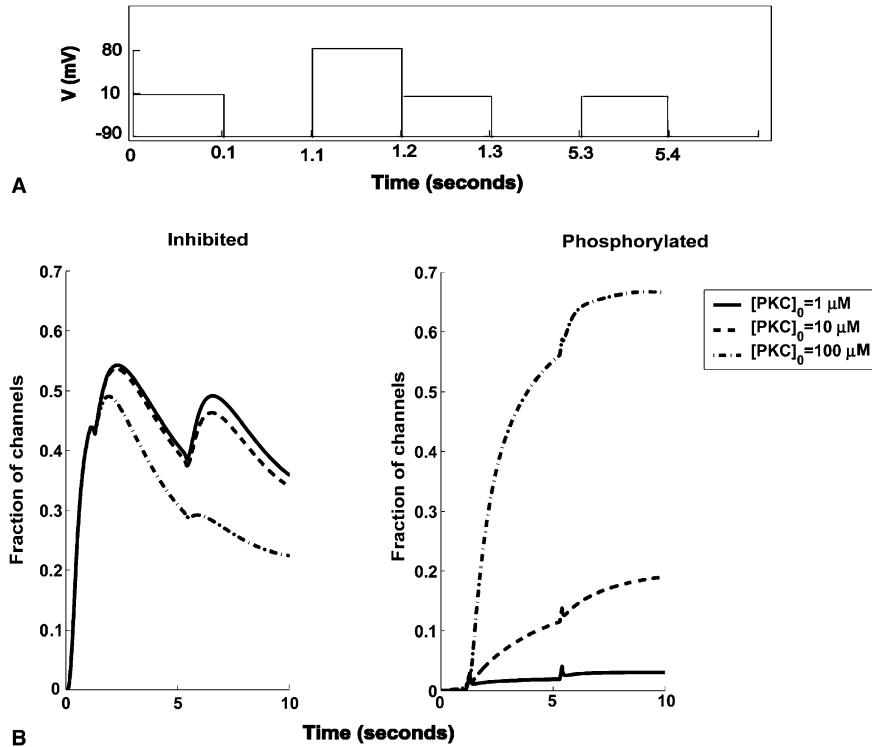 V (mV)
80
10
-90
0 0.1 1.1 1.2 1.3 5.3 5.4
Time (seconds)
A
Inhibited
Fraction of channels
0.7
0.6
0.5
0.4
0.3
0.2
0.1
0
0 5 10
Phosphorylated
Fraction of channels
0.7
0.6
0.5
0.4
0.3
0.2
0.1
0
0 5 10
[PKC]0=1 μM
[PKC]0=10 μM
[PKC]0=100 μM
Time (seconds)
B